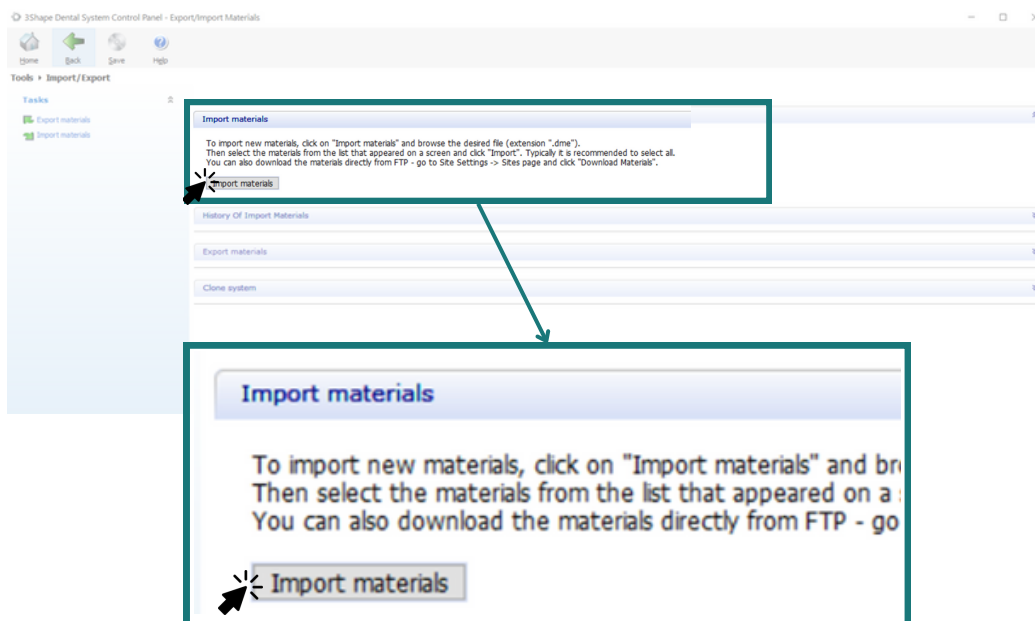 3Shape Dental System Control Panel - Export/Import Materials
Home Back Save Help
Tools Import/Export
Tasks
Export materials
Import materials
Import materials
To import new materials, click on "Import materials" and browse the desired file (extension ".dme").
Then select the materials from the list that appeared on a screen and click "Import". Typically it is recommended to select all.
You can also download the materials directly from FTP - go to Site Settings -> Sites page and click "Download Materials".
Import materials
History Of Import Materials
Export materials
Clone system
Import materials
To import new materials, click on "Import materials" and br
Then select the materials from the list that appeared on a
You can also download the materials directly from FTP - go
Import materials